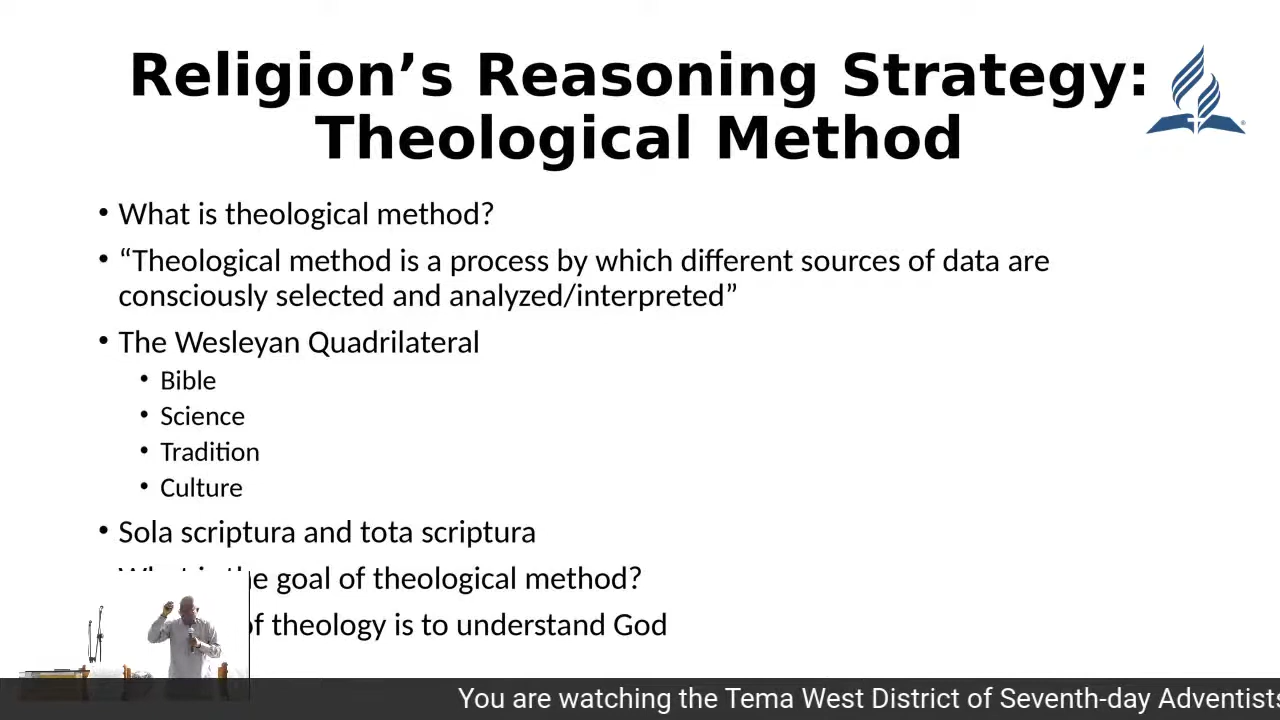 Religion’s Reasoning Strategy:
Theological Method
• What is theological method?
• “Theological method is a process by which different sources of data are
consciously selected and analyzed/interpreted”
• The Wesleyan Quadrilateral
• Bible
• Science
• Tradition
• Culture
• Sola scriptura and tota scriptura
goal of theological method?
of theology is to understand God
You are watching the Tema West District of Seventh-day Adventists